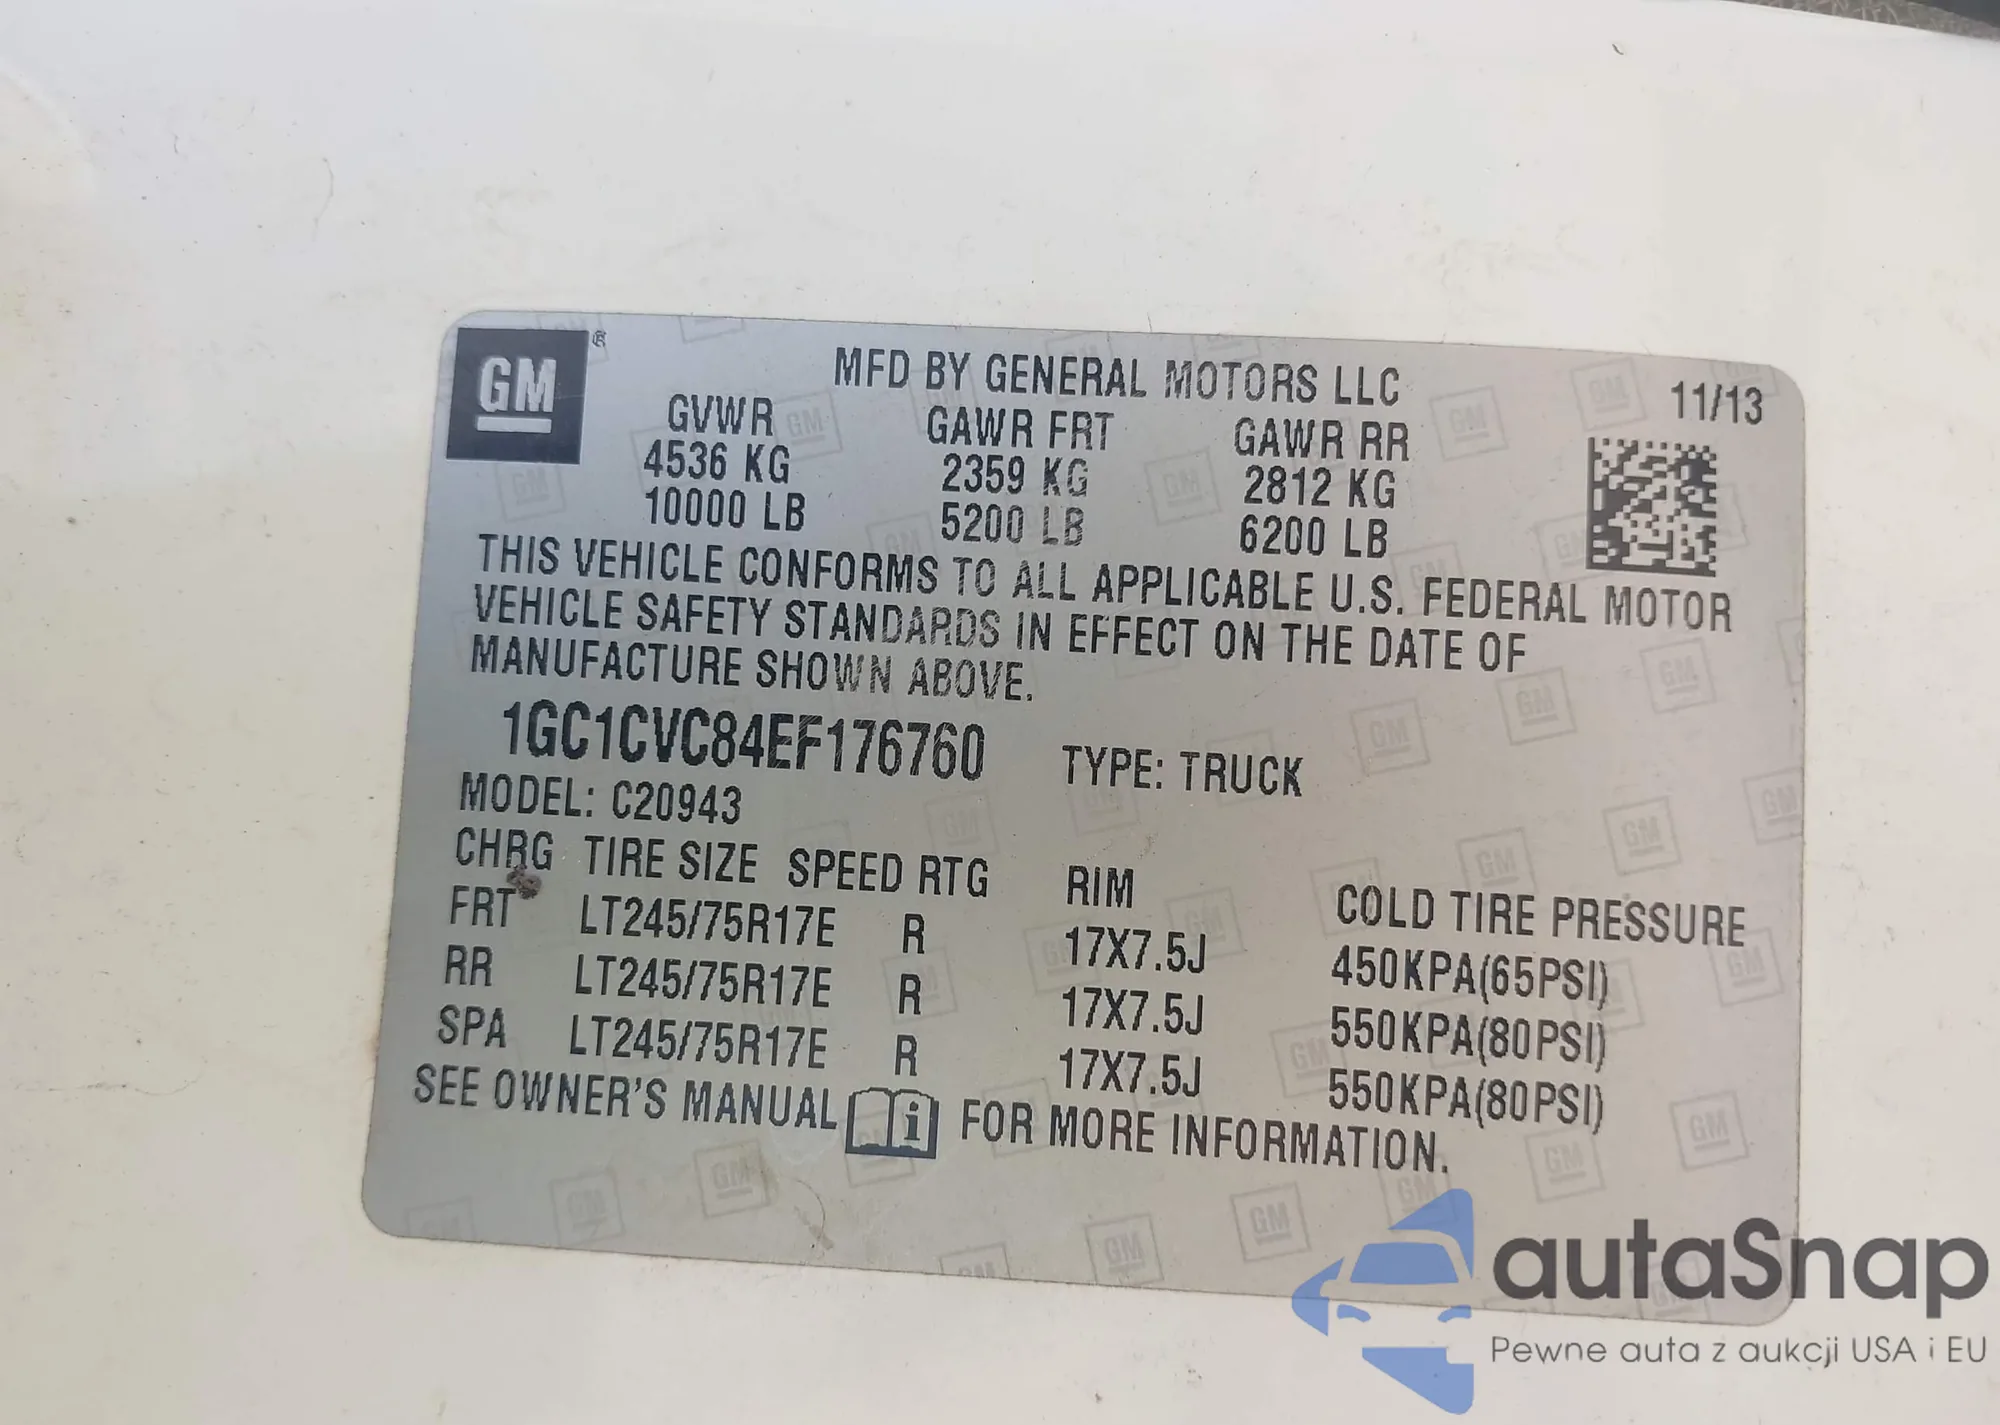 GM ®
MFD BY GENERAL MOTORS LLC
11/13
GVWR GAWR FRT GAWR RR
4536 KG 2359 KG 2812 KG
10000 LB 5200 LB 6200 LB
THIS VEHICLE CONFORMS TO ALL APPLICABLE U.S. FEDERAL MOTOR
VEHICLE SAFETY STANDARDS IN EFFECT ON THE DATE OF
MANUFACTURE SHOWN ABOVE.
1GC1CVC84EF176760 TYPE: TRUCK
MODEL: C20943
CHRG TIRE SIZE SPEED RTG RIM COLD TIRE PRESSURE
FRT LT245/75R17E R 17X7.5J 450KPA(65PSI)
RR LT245/75R17E R 17X7.5J 550KPA(80PSI)
SPA LT245/75R17E R 17X7.5J 550KPA(80PSI)
SEE OWNER'S MANUAL i FOR MORE INFORMATION.
autaSnap
Pewne auta z aukcji USA i EU